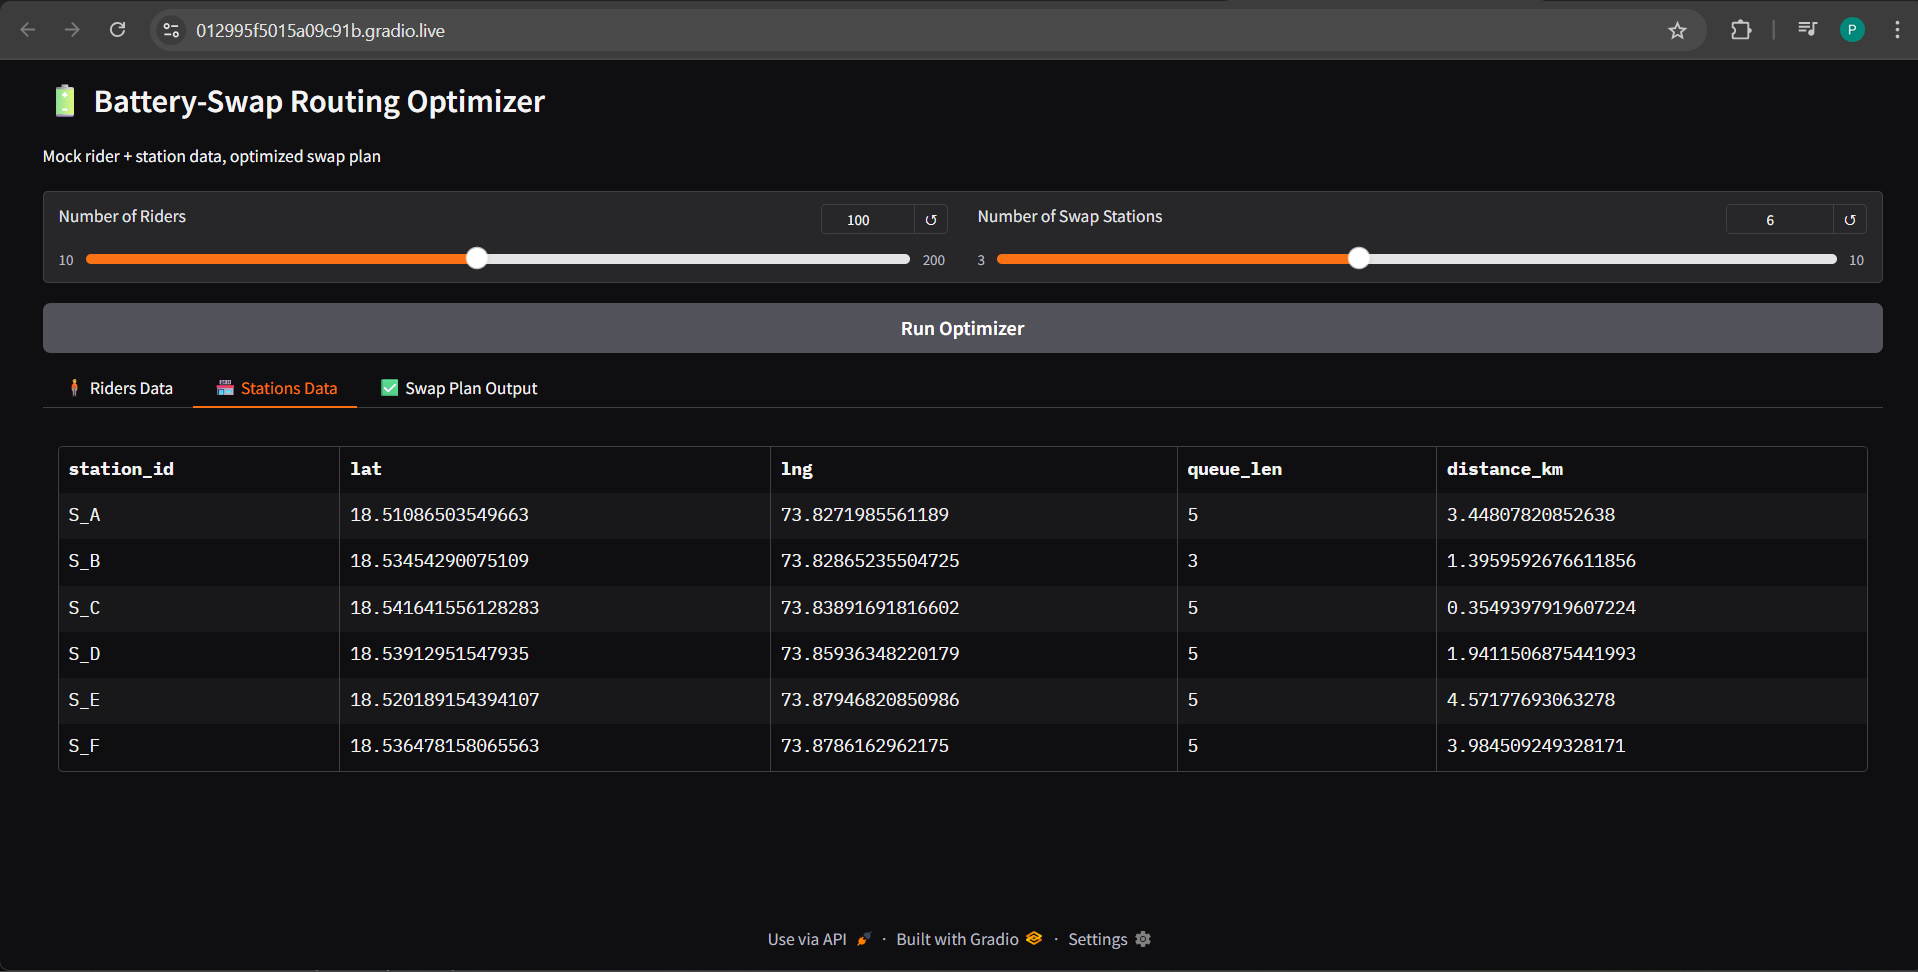 012995f5015a09c91b.gradio.live
P
Battery-Swap Routing Optimizer
Mock rider + station data, optimized swap plan
Number of Riders 100 Number of Swap Stations 6
10 200 3 10
Run Optimizer
Riders Data Stations Data Swap Plan Output
station_id lat lng queue_len distance_km
S_A 18.51086503549663 73.8271985561189 5 3.44807820852638
S_B 18.53454290075109 73.82865235504725 3 1.3959592676611856
S_C 18.541641556128283 73.83891691816602 5 0.3549397919607224
S_D 18.53912951547935 73.85936348220179 5 1.9411506875441993
S_E 18.520189154394107 73.87946820850986 5 4.57177693063278
S_F 18.536478158065563 73.8786162962175 5 3.984509249328171
Use via API · Built with Gradio · Settings